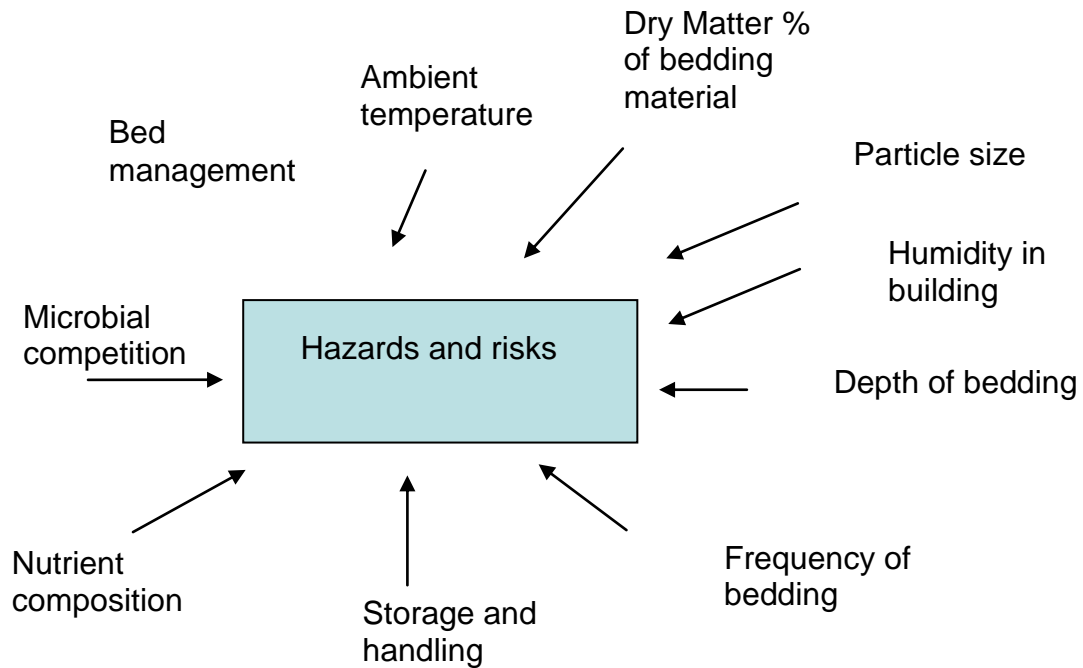 Dry Matter %
of bedding
material
Ambient
temperature
Bed
management
Particle size
Humidity in
building
Microbial
competition
Hazards and risks
Depth of bedding
Nutrient
composition
Storage and
handling
Frequency of
bedding